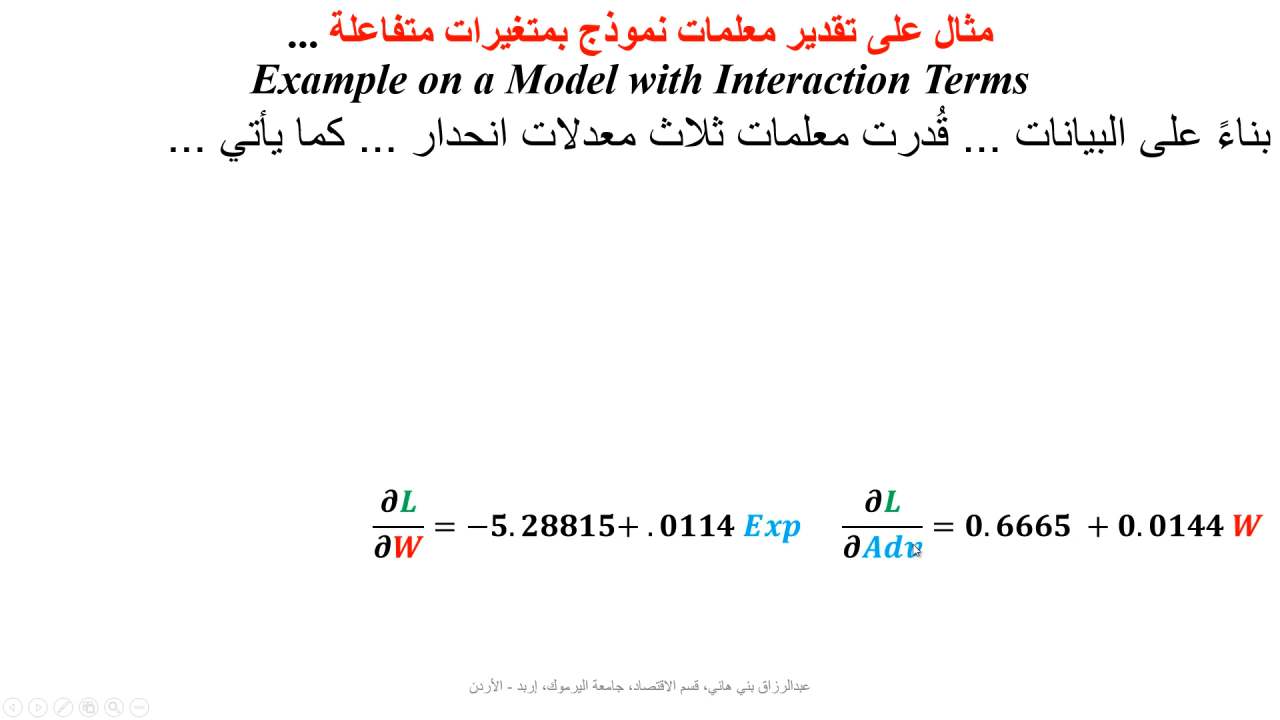 مثال على تقدير معلمات نموذج بمتغيرات متفاعلة ...
Example on a Model with Interaction Terms
بناءً على البيانات ... قُدرت معلمات ثلاث معدلات انحدار ... كما يأتي ...
∂L/∂W = −5.28815+ .0114 Exp
∂L/∂Adv = 0.6665 + 0.0144 W
عبدالرزاق بني هاني، قسم الاقتصاد، جامعة اليرموك، إربد - الأردن